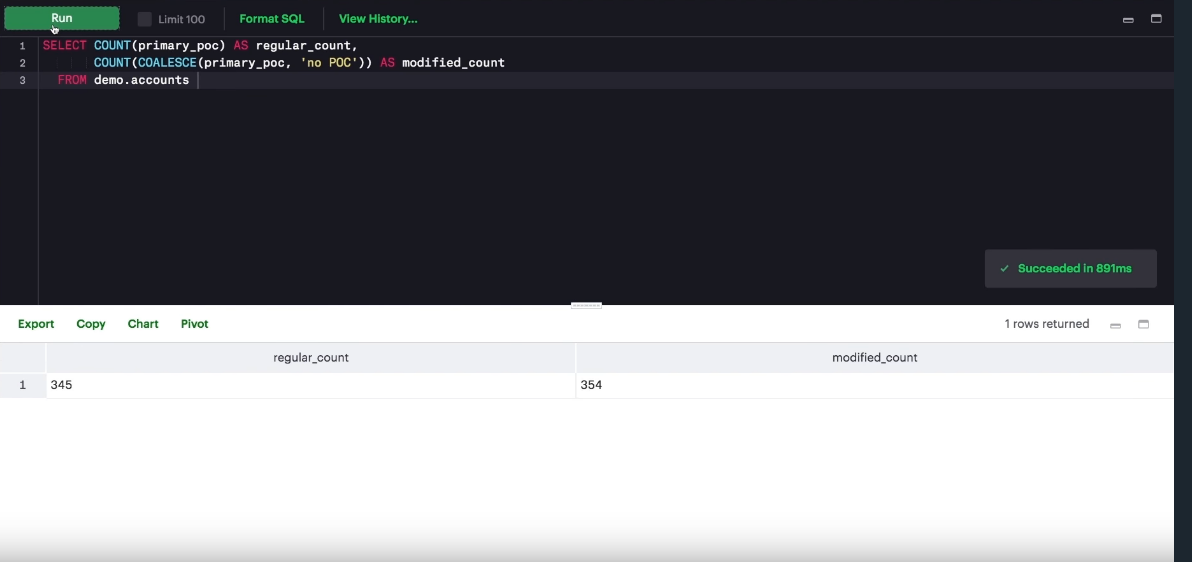 Run Limit 100 Format SQL View History...
1 SELECT COUNT(primary_poc) AS regular_count,
2 COUNT(COALESCE(primary_poc, 'no POC')) AS modified_count
3 FROM demo.accounts
✓ Succeeded in 891ms
Export Copy Chart Pivot 1 rows returned
regular_count modified_count
1 345 354